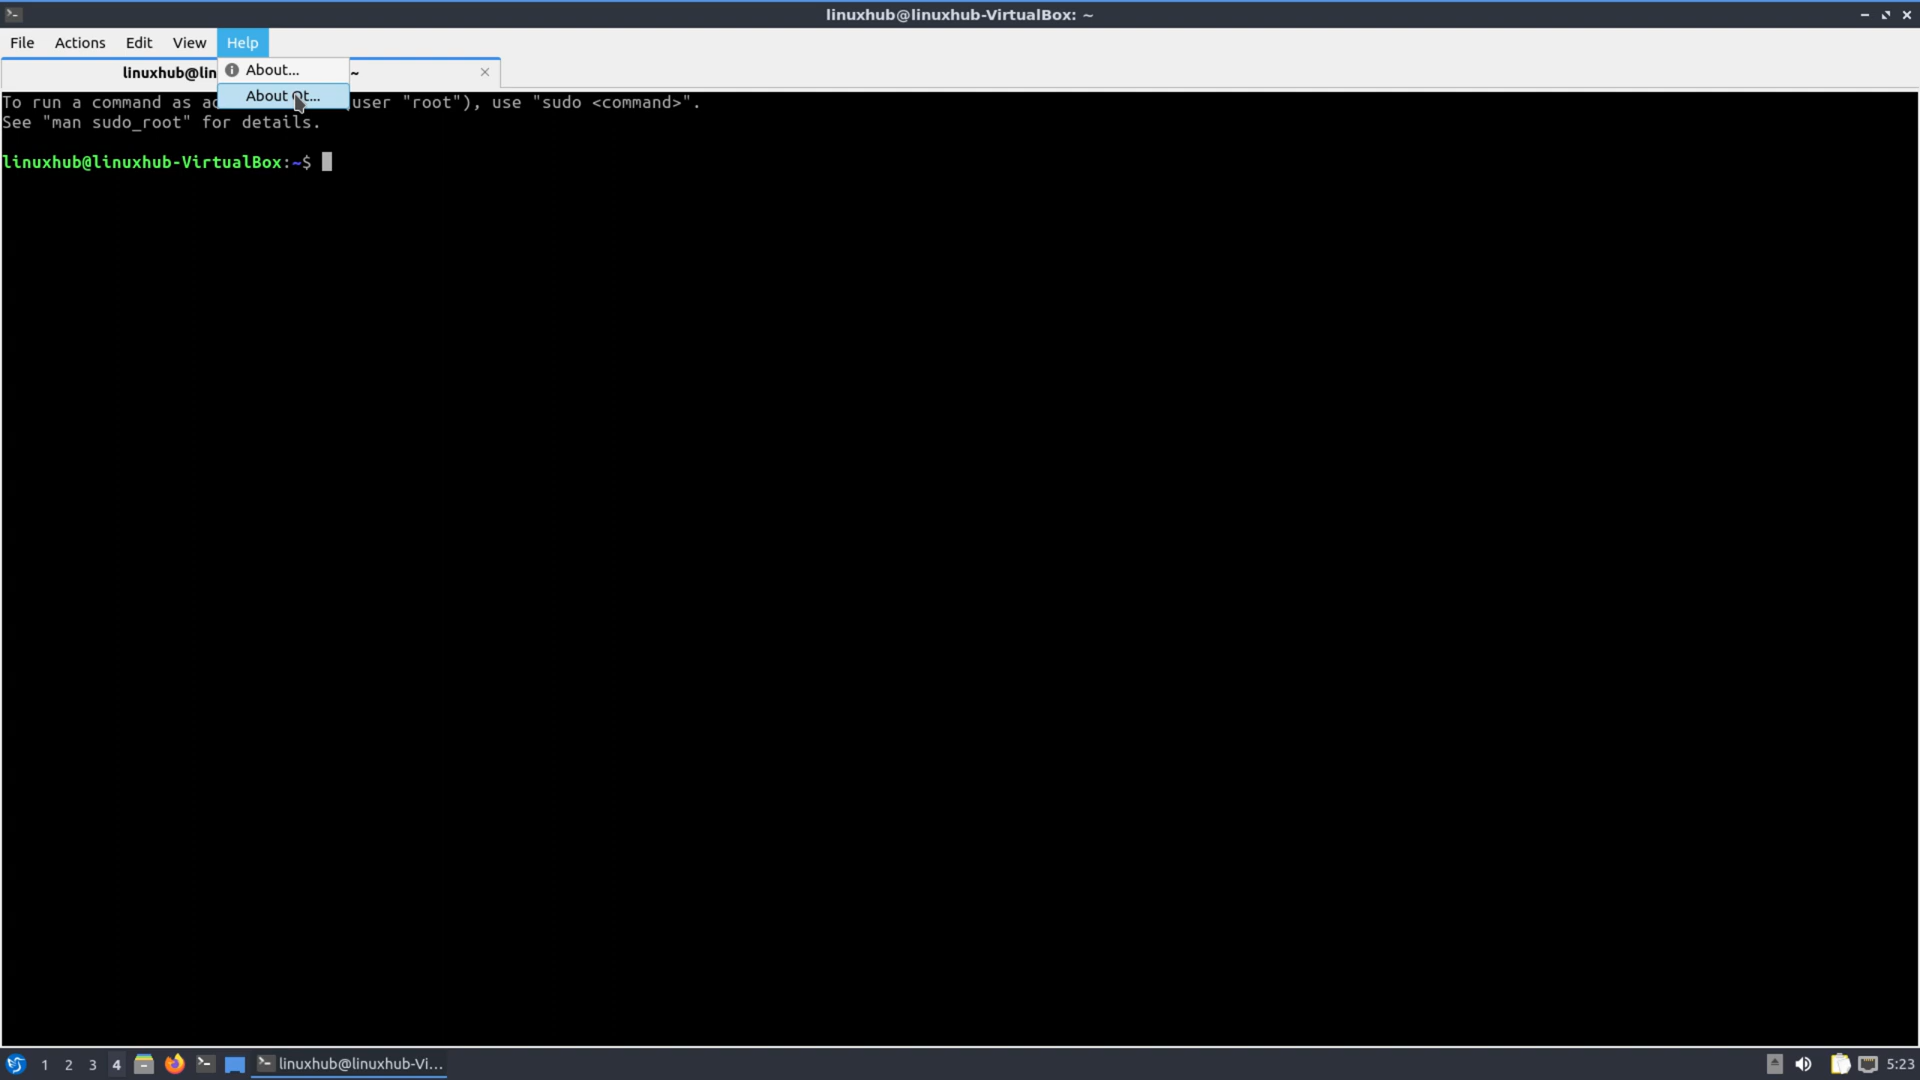 linuxhub@linuxhub-VirtualBox: ~
File Actions Edit View Help
linuxhub@lin ~
About...
About Qt...
To run a command as user "root"), use "sudo <command>".
See "man sudo_root" for details.
linuxhub@linuxhub-VirtualBox:~$
1 2 3 4 linuxhub@linuxhub-Vi... 5:23